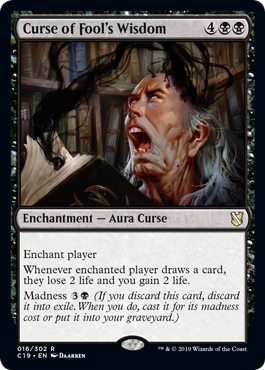 Curse of Fool's Wisdom 4
Enchantment — Aura Curse
Enchant player
Whenever enchanted player draws a card,
they lose 2 life and you gain 2 life.
Madness 3 (If you discard this card, discard
it into exile. When you do, cast it for its madness
cost or put it into your graveyard.)
016/302 R
C19 • EN Daarken
™ & © 2019 Wizards of the Coast